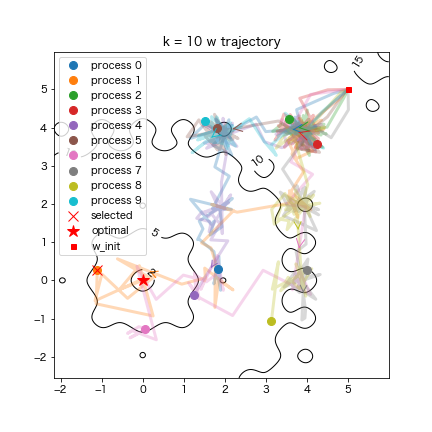 k = 10 w trajectory
process 0
process 1
process 2
process 3
process 4
process 5
process 6
process 7
process 8
process 9
selected
optimal
w_init
15
10
5
2
5
4
3
2
1
0
−1
−2
−2 −1 0 1 2 3 4 5